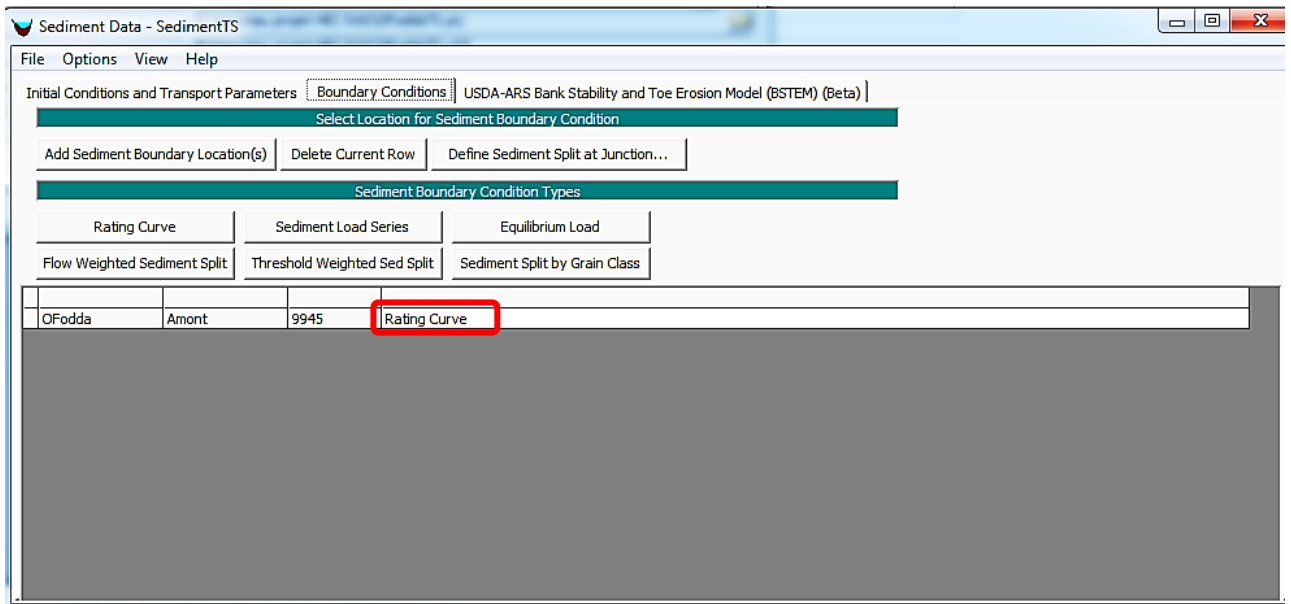 Sediment Data - SedimentTS
File Options View Help
Initial Conditions and Transport Parameters Boundary Conditions USDA-ARS Bank Stability and Toe Erosion Model (BSTEM) (Beta)
Select Location for Sediment Boundary Condition
Add Sediment Boundary Location(s) Delete Current Row Define Sediment Split at Junction...
Sediment Boundary Condition Types
Rating Curve Sediment Load Series Equilibrium Load
Flow Weighted Sediment Split Threshold Weighted Sed Split Sediment Split by Grain Class
OFodda Amont 9945 Rating Curve